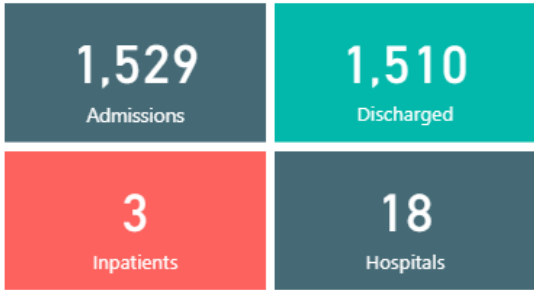 1,529
Admissions
1,510
Discharged
3
Inpatients
18
Hospitals